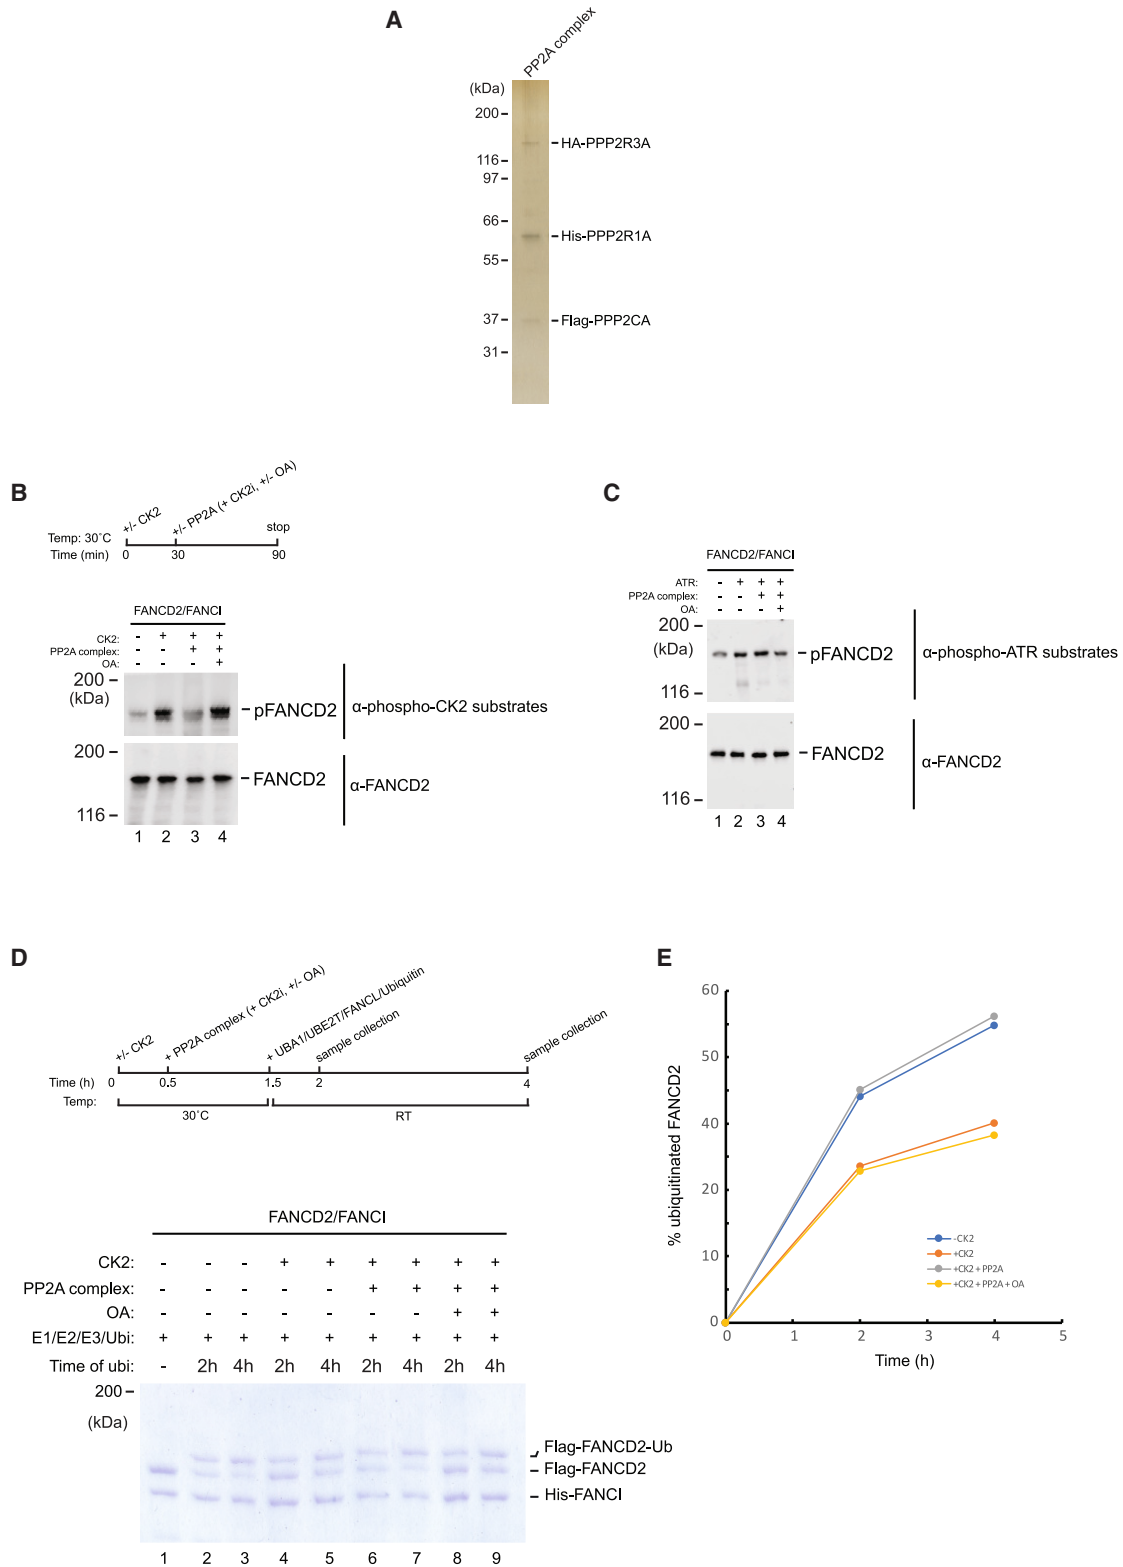 A
PP2A complex
(kDa)
200
116
97
66
55
37
31
HA-PPP2R3A
His-PPP2R1A
Flag-PPP2CA
B
+/- CK2
+/- PP2A (+ CK2i, +/- OA)
stop
Temp: 30˚C
Time (min)
0 30 90
FANCD2/FANCI
CK2: - + + +
PP2A complex: - - + +
OA: - - - +
200
(kDa)
pFANCD2
α-phospho-CK2 substrates
200
FANCD2
α-FANCD2
116
1 2 3 4
C
FANCD2/FANCI
ATR: - + + +
PP2A complex: - - + +
OA: - - - +
200
(kDa)
pFANCD2
α-phospho-ATR substrates
116
200
FANCD2
α-FANCD2
116
1 2 3 4
D
+/- CK2
+ PP2A complex (+ CK2i, +/- OA)
+ UBA1/UBE2T/FANCL/Ubiquitin
sample collection
sample collection
Time (h) 0 0.5 1.5 2 4
Temp:
30˚C RT
FANCD2/FANCI
CK2: - - - + + + + + +
PP2A complex: - - - - - + + + +
OA: - - - - - - - + +
E1/E2/E3/Ubi: + + + + + + + + +
Time of ubi: - 2h 4h 2h 4h 2h 4h 2h 4h
200
(kDa)
Flag-FANCD2-Ub
Flag-FANCD2
His-FANCI
1 2 3 4 5 6 7 8 9
E
% ubiquitinated FANCD2
60
50
40
20
10
0
0 1 2 3 4 5
Time (h)
-CK2
+CK2
+CK2 + PP2A
+CK2 + PP2A + OA